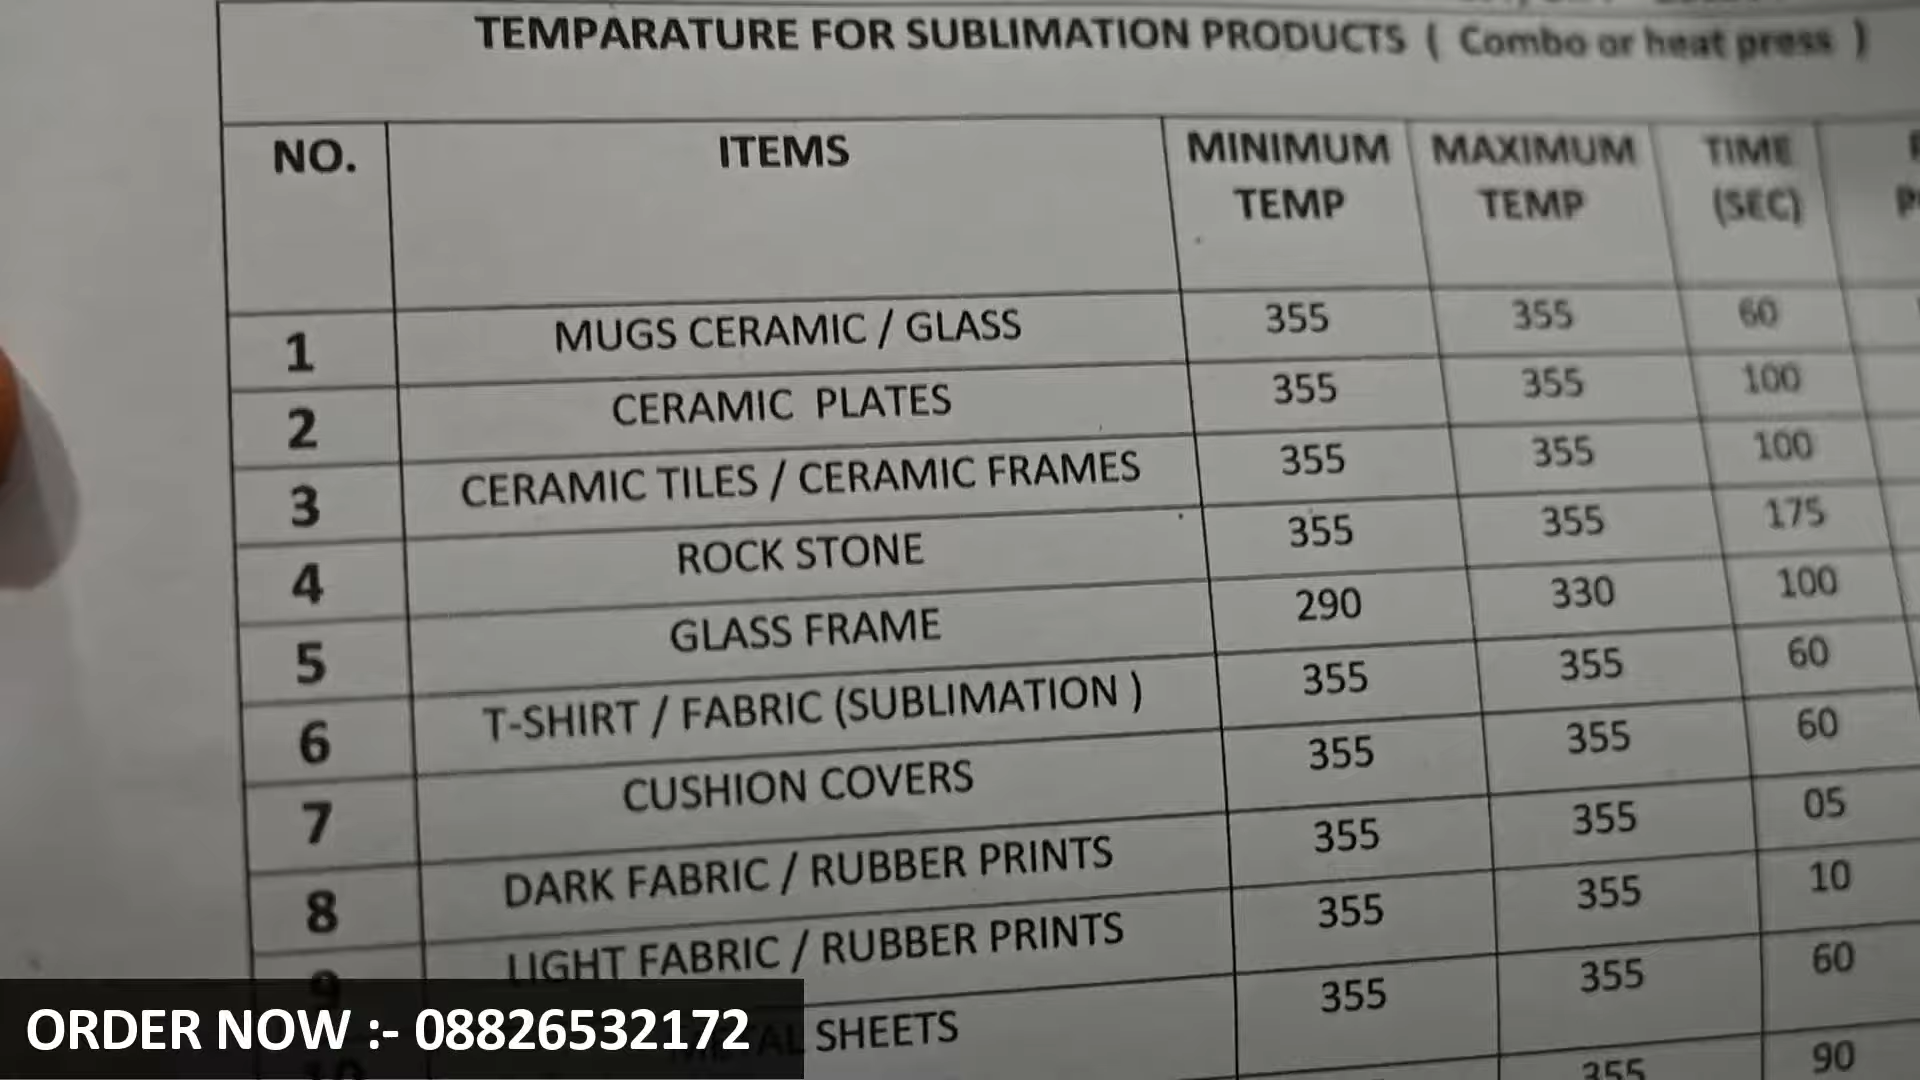 TEMPARATURE FOR SUBLIMATION PRODUCTS ( Combo or heat press )
NO. ITEMS MINIMUM TEMP MAXIMUM TEMP TIME (SEC)
1 MUGS CERAMIC / GLASS 355 355 60
2 CERAMIC PLATES 355 355 100
3 CERAMIC TILES / CERAMIC FRAMES 355 355 100
4 ROCK STONE 355 355 175
5 GLASS FRAME 290 330 100
6 T-SHIRT / FABRIC (SUBLIMATION ) 355 355 60
7 CUSHION COVERS 355 355 60
8 DARK FABRIC / RUBBER PRINTS 355 355 05
9 LIGHT FABRIC / RUBBER PRINTS 355 355 10
10 SHEETS 355 355 60
355 90
ORDER NOW :- 08826532172